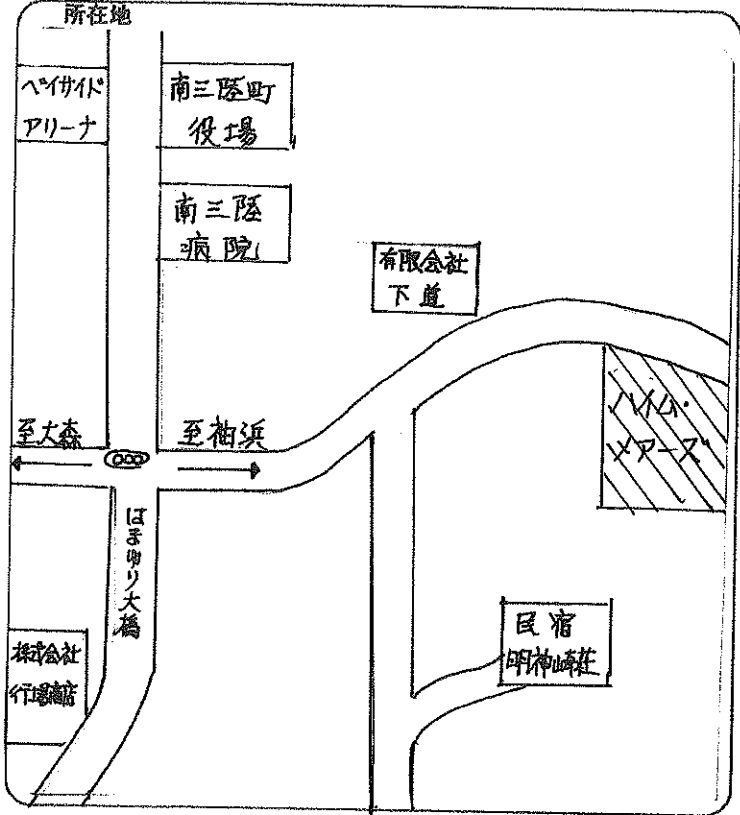 所在地
ベイサイド
アリーナ
南三陸町
役場
南三陸
病院
有限会社
下道
至大森
至袖浜
ハイム・
メアーズ
はまゆり大橋
株式会社
行場商店
民宿
明神崎荘